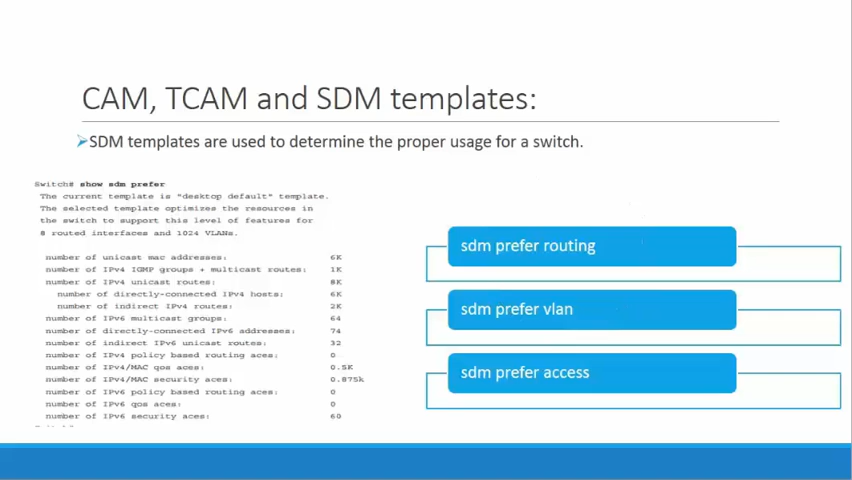 CAM, TCAM and SDM templates:
SDM templates are used to determine the proper usage for a switch.
Switch# show sdm prefer
The current template is "desktop default" template.
The selected template optimizes the resources in
the switch to support this level of features for
8 routed interfaces and 1024 VLANs.
number of unicast mac addresses: 6K
number of IPv4 IGMP groups + multicast routes: 1K
number of IPv4 unicast routes: 8K
number of directly-connected IPv4 hosts: 6K
number of indirect IPv4 routes: 2K
number of IPv6 multicast groups: 64
number of directly-connected IPv6 addresses: 74
number of indirect IPv6 unicast routes: 32
number of IPv4 policy based routing aces: 0
number of IPv4/MAC qos aces: 0.5K
number of IPv4/MAC security aces: 0.875k
number of IPv6 policy based routing aces: 0
number of IPv6 qos aces: 0
number of IPv6 security aces: 60
sdm prefer routing
sdm prefer vlan
sdm prefer access